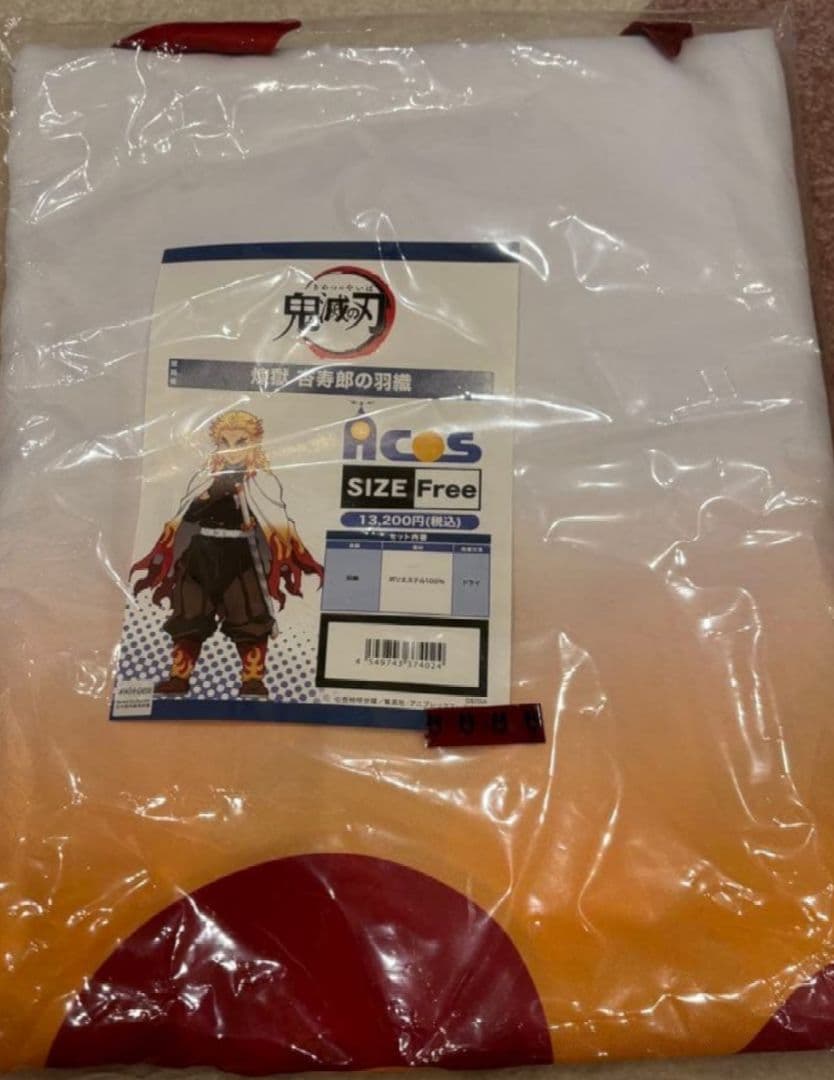 きめつのやいば
鬼滅の刃
煉獄 杏寿郎の羽織
Acos
SIZE Free
13,200円(税込)
セット内容
羽織 ポリエステル100% ドライ
4 549743 374024